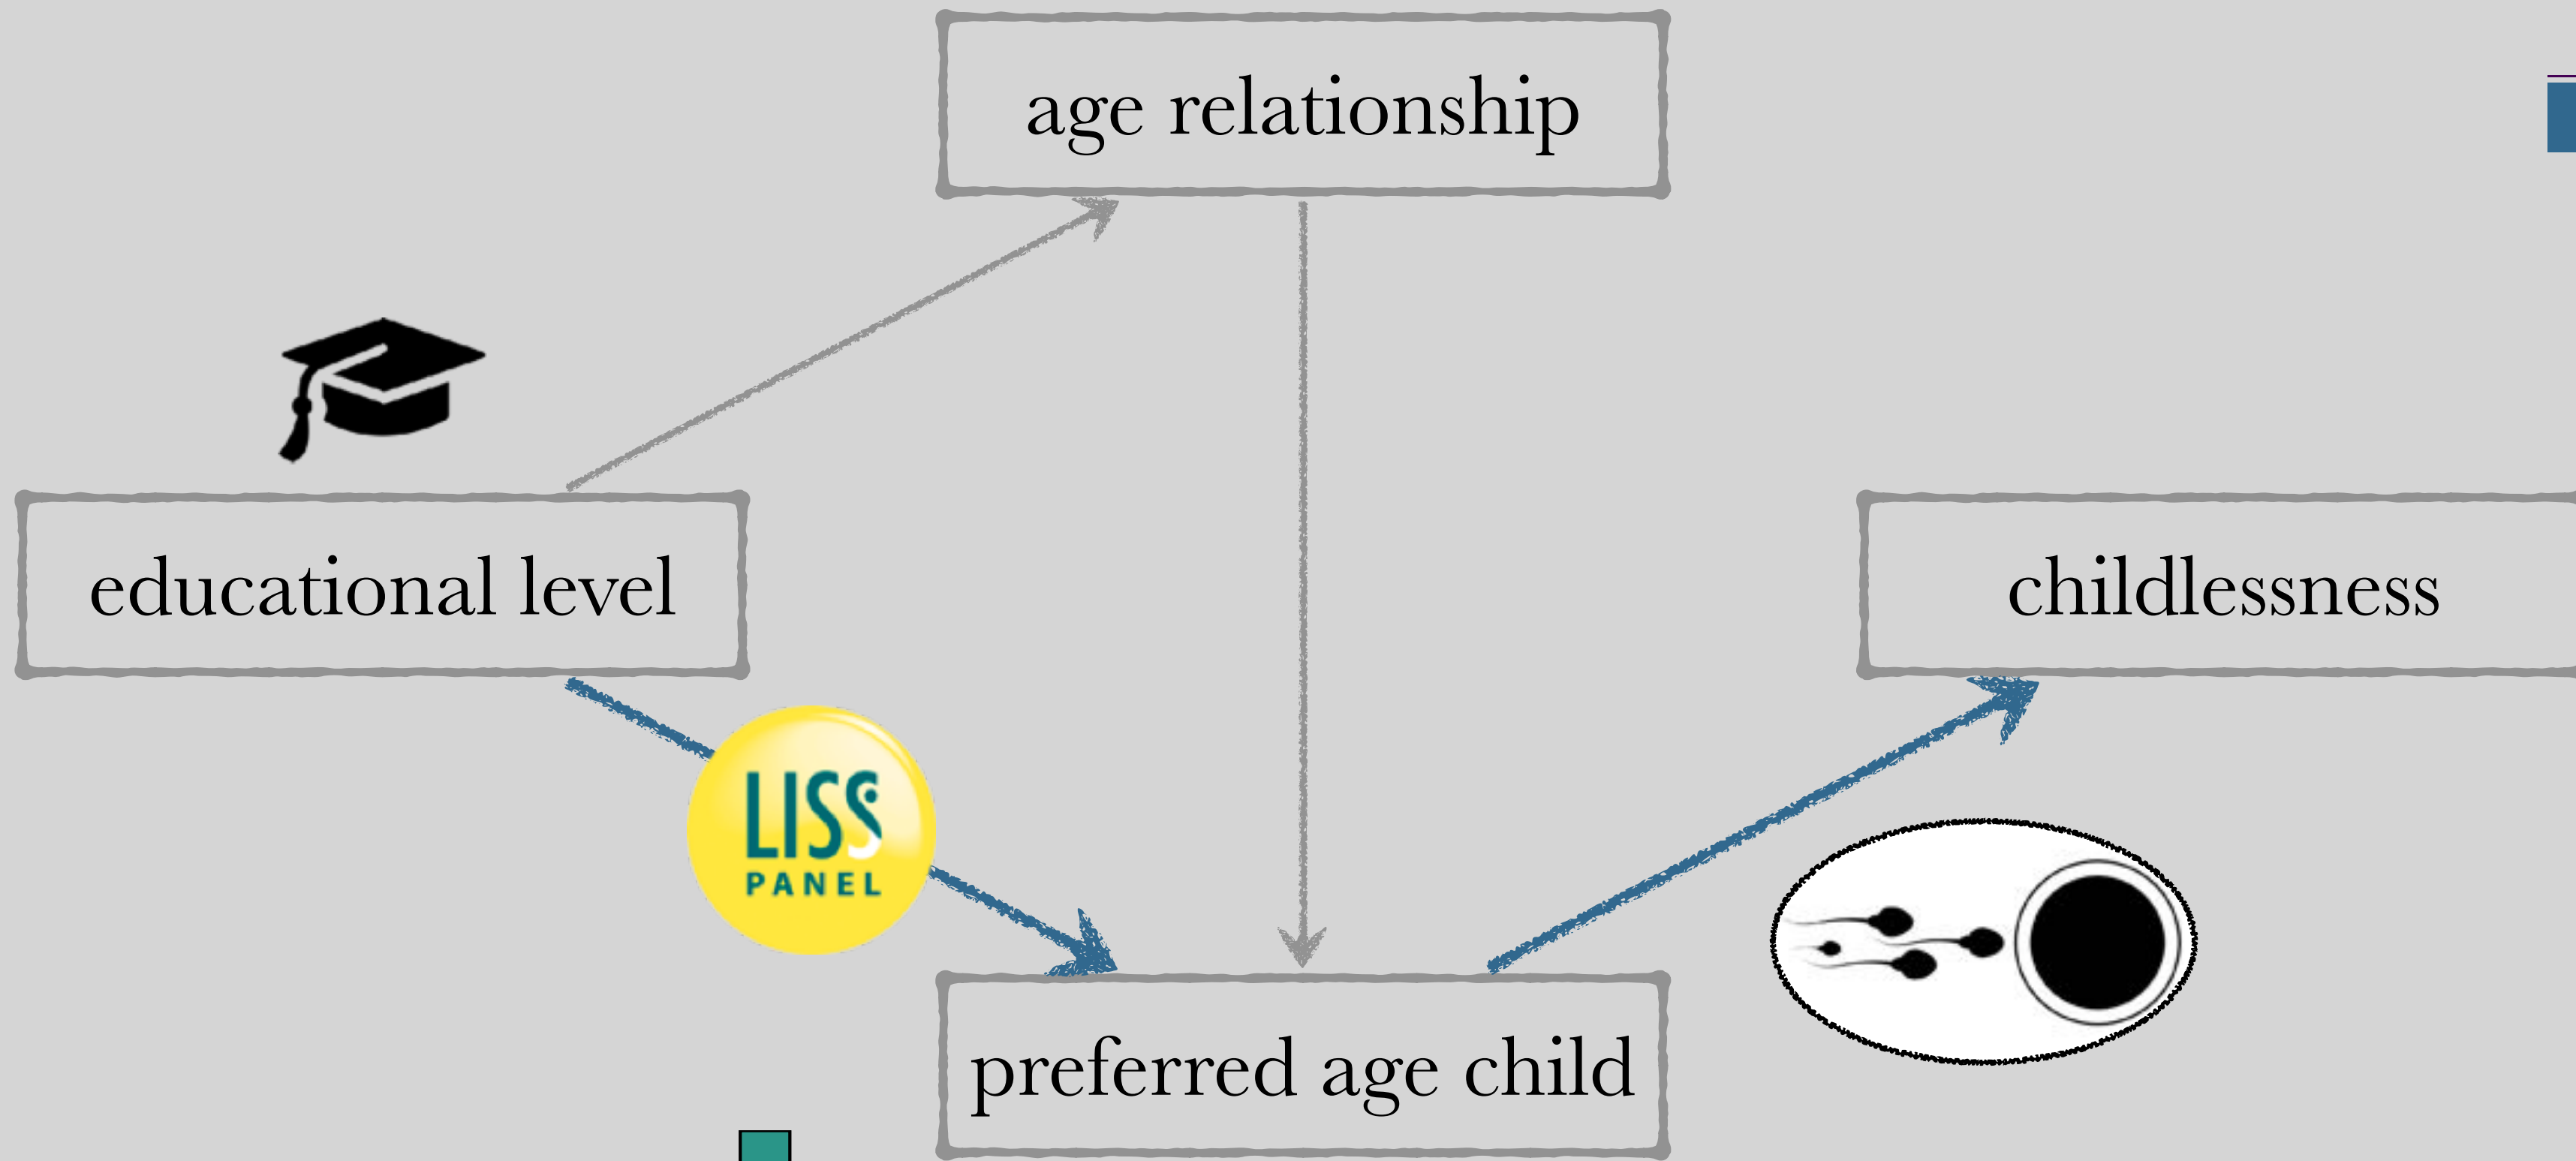 age relationship
educational level
childlessness
LISS
PANEL
preferred age child